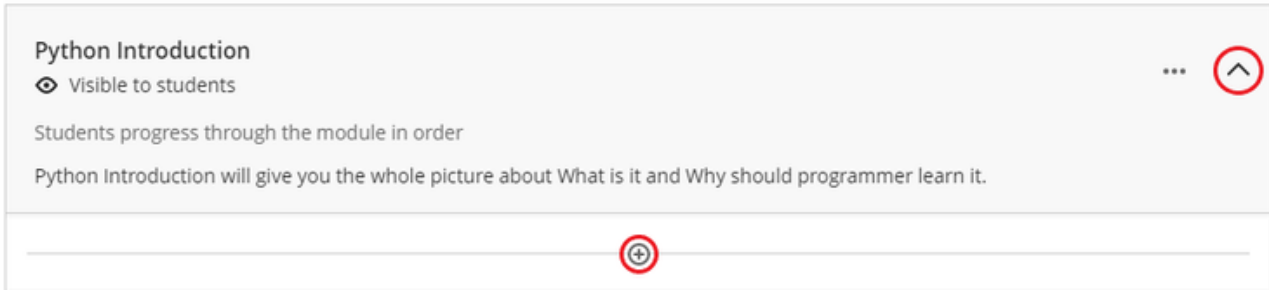 Python Introduction
Visible to students
Students progress through the module in order
Python Introduction will give you the whole picture about What is it and Why should programmer learn it.